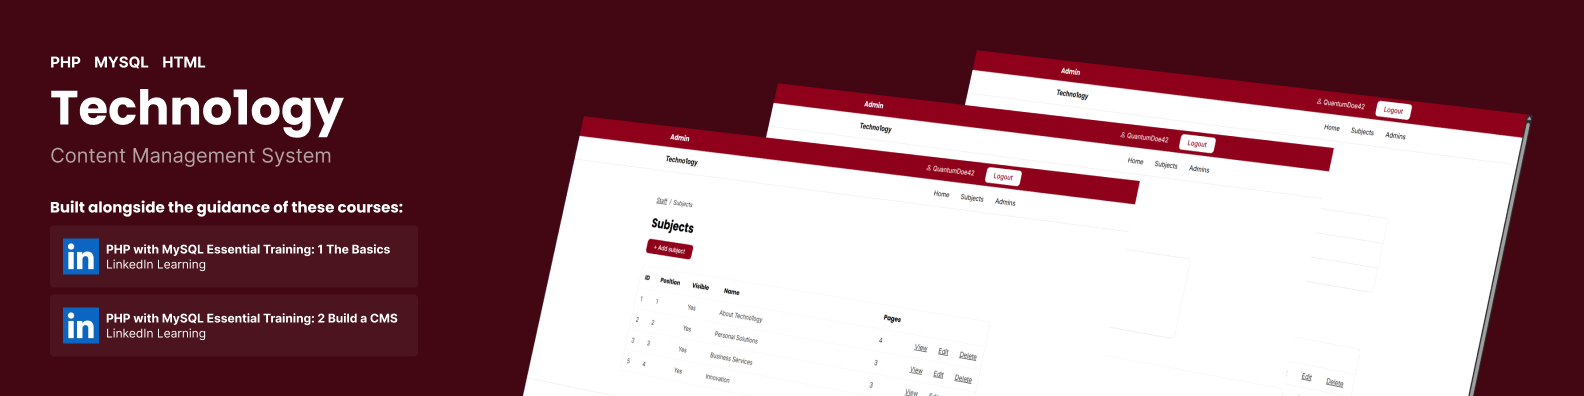 PHP MYSQL HTML
Techno1ogy
Content Management System
Built alongside the guidance of these courses:
in PHP with MySQL Essential Training: 1 The Basics
LinkedIn Learning
in PHP with MySQL Essential Training: 2 Build a CMS
LinkedIn Learning
Admin
QuantumDoe42 Logout
Techno1ogy
Home Subjects Admins
Admin
QuantumDoe42 Logout
Techno1ogy
Home Subjects Admins
Admin
QuantumDoe42 Logout
Techno1ogy
Home Subjects Admins
Staff / Subjects
Subjects
+ Add subject
ID Position Visible Name Pages
1 1 Yes About Techno1ogy 4 View Edit Delete
2 2 Yes Personal Solutions 3 View Edit Delete
3 3 Yes Business Services 3 View
5 4 Yes Innovation
Edit Delete